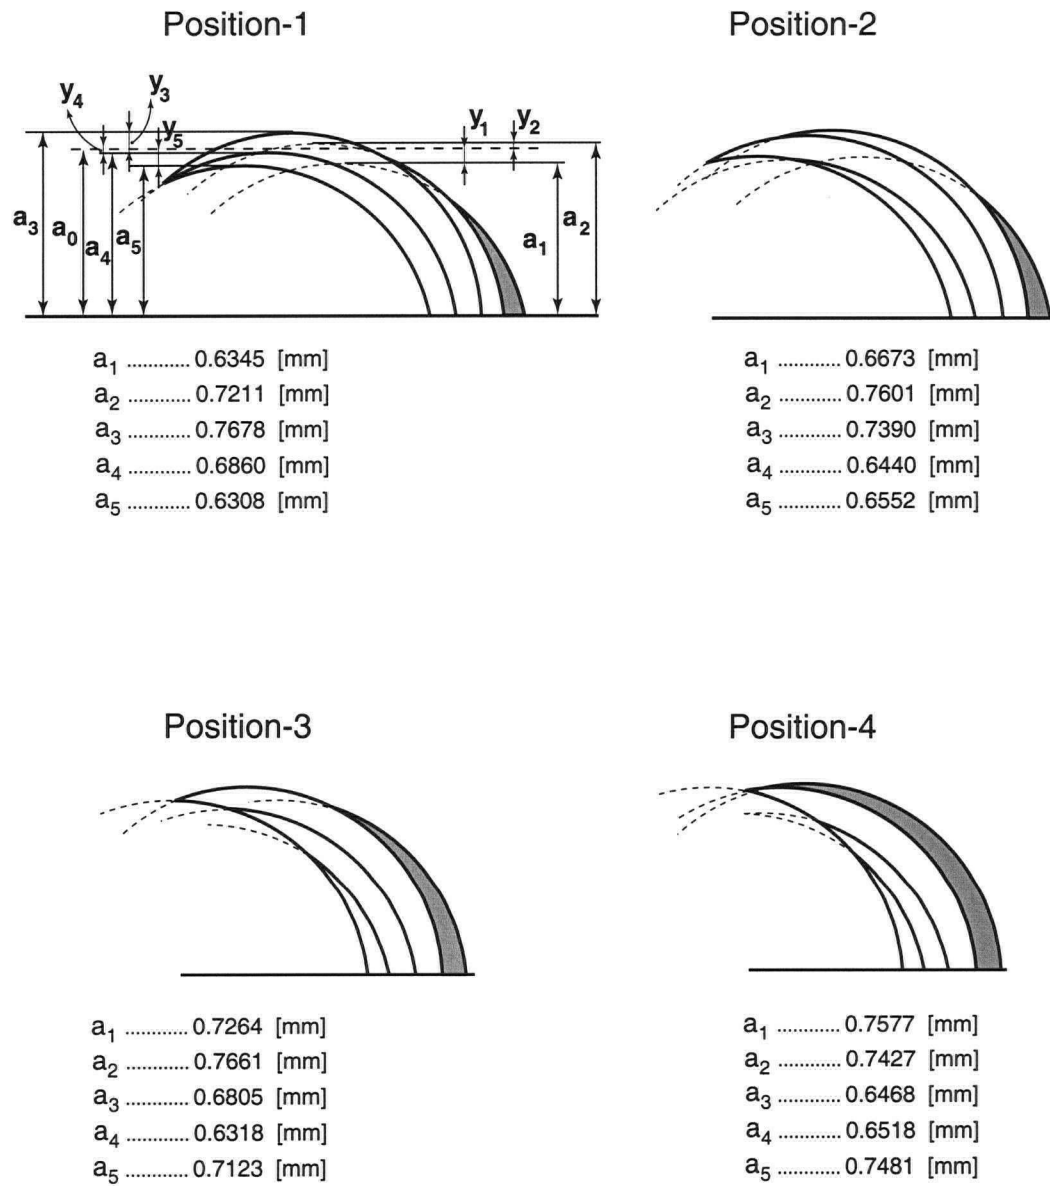 Position-1
Position-2
y4
y3
y5
y1
y2
a3
a0
a4
a5
a1
a2
a1 ............ 0.6345 [mm]
a2 ............ 0.7211 [mm]
a3 ............ 0.7678 [mm]
a4 ............ 0.6860 [mm]
a5 ............ 0.6308 [mm]
a1 ............ 0.6673 [mm]
a2 ............ 0.7601 [mm]
a3 ............ 0.7390 [mm]
a4 ............ 0.6440 [mm]
a5 ............ 0.6552 [mm]
Position-3
Position-4
a1 ............ 0.7264 [mm]
a2 ............ 0.7661 [mm]
a3 ............ 0.6805 [mm]
a4 ............ 0.6318 [mm]
a5 ............ 0.7123 [mm]
a1 ............ 0.7577 [mm]
a2 ............ 0.7427 [mm]
a3 ............ 0.6468 [mm]
a4 ............ 0.6518 [mm]
a5 ............ 0.7481 [mm]